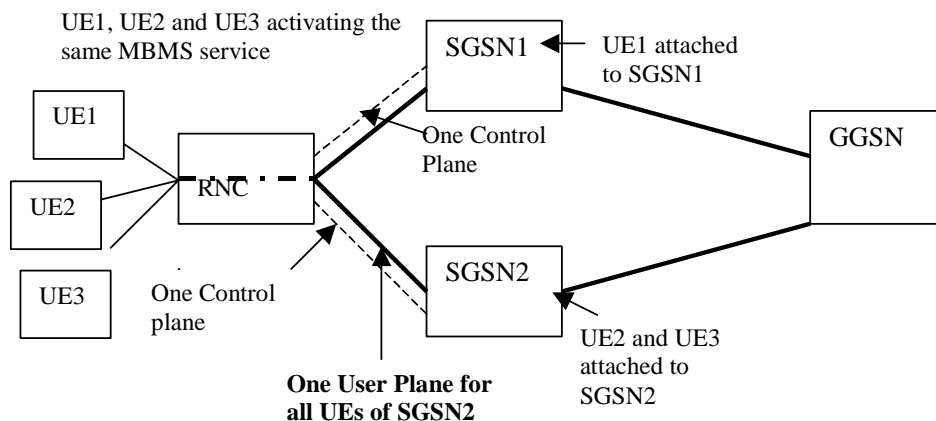 UE1, UE2 and UE3 activating the
same MBMS service
SGSN1
UE1 attached
to SGSN1
UE1
One Control
Plane
GGSN
RNC
UE2
UE3
One Control
plane
SGSN2
UE2 and UE3
attached to
SGSN2
One User Plane for
all UEs of SGSN2